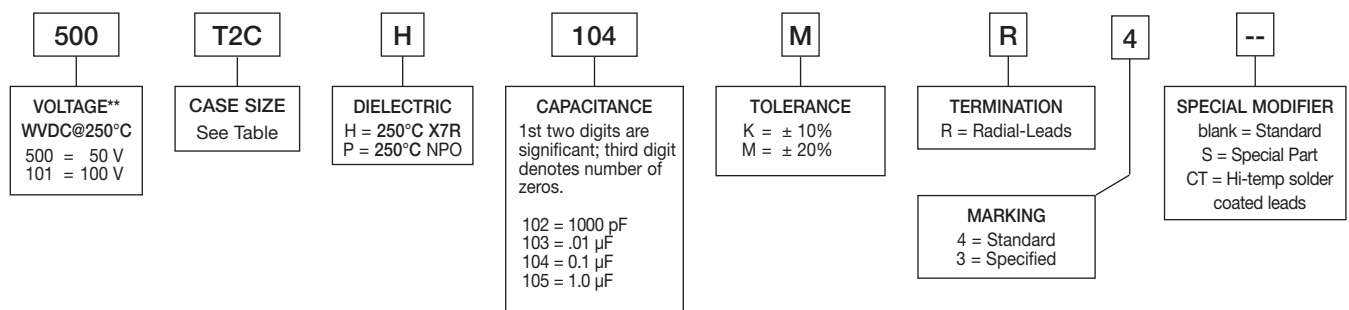 500
T2C
H
104
M
R
4
--
VOLTAGE**
WVDC@250°C
500 = 50 V
101 = 100 V
CASE SIZE
See Table
DIELECTRIC
H = 250°C X7R
P = 250°C NPO
CAPACITANCE
1st two digits are
significant; third digit
denotes number of
zeros.
102 = 1000 pF
103 = .01 µF
104 = 0.1 µF
105 = 1.0 µF
TOLERANCE
K = ± 10%
M = ± 20%
TERMINATION
R = Radial-Leads
MARKING
4 = Standard
3 = Specified
SPECIAL MODIFIER
blank = Standard
S = Special Part
CT = Hi-temp solder
coated leads